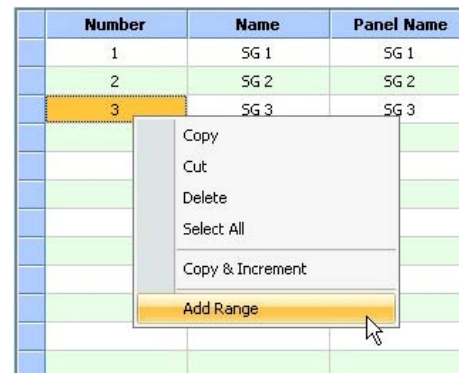 Number Name Panel Name
1 SG 1 SG 1
2 SG 2 SG 2
3 SG 3 SG 3
Copy
Cut
Delete
Select All
Copy & Increment
Add Range